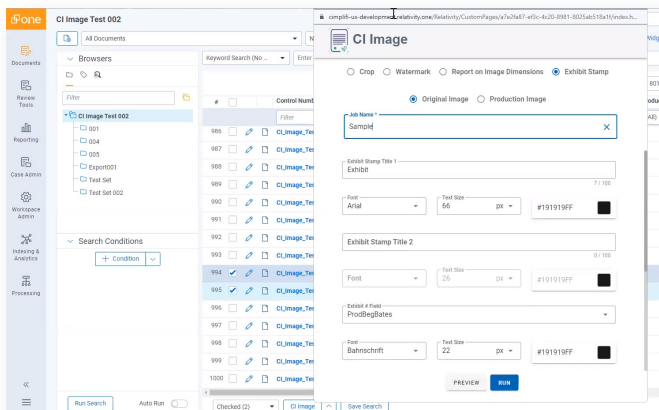 one
CI Image Test 002
All Documents
Documents
Review
Tools
Reporting
Case Admin
Workspace
Admin
Indexing &
Analytics
Processing
Browsers
Filter
CI Image Test 002
001
004
005
Export001
Test Set
Test Set 002
Search Conditions
+ Condition
Run Search
Auto Run
Keyword Search (No ...
Enter
#
Control Numb
Filter
986 CI_Image_Tes
987 CI_Image_Tes
988 CI_Image_Tes
989 CI_Image_Tes
990 CI_Image_Tes
991 CI_Image_Tes
992 CI_Image_Tes
993 CI_Image_Tes
994 CI_Image_Tes
995 CI_Image_Tes
996 CI_Image_Tes
997 CI_Image_Tes
998 CI_Image_Tes
999 CI_Image_Tes
1000 CI_Image_Tes
Checked (2)
CI Image
Save Search
CI Image
Crop
Watermark
Report on Image Dimensions
Exhibit Stamp
Original Image
Production Image
Job Name *
Sample
Exhibit Stamp Title 1
Exhibit
7 / 100
Font
Arial
Text Size
66
px
#191919FF
Exhibit Stamp Title 2
0 / 100
Font
Text Size
26
px
#191919FF
Exhibit # Field
ProdBegBates
Font
Bahnschrift
Text Size
22
px
#191919FF
PREVIEW
RUN
Widg
801
All)